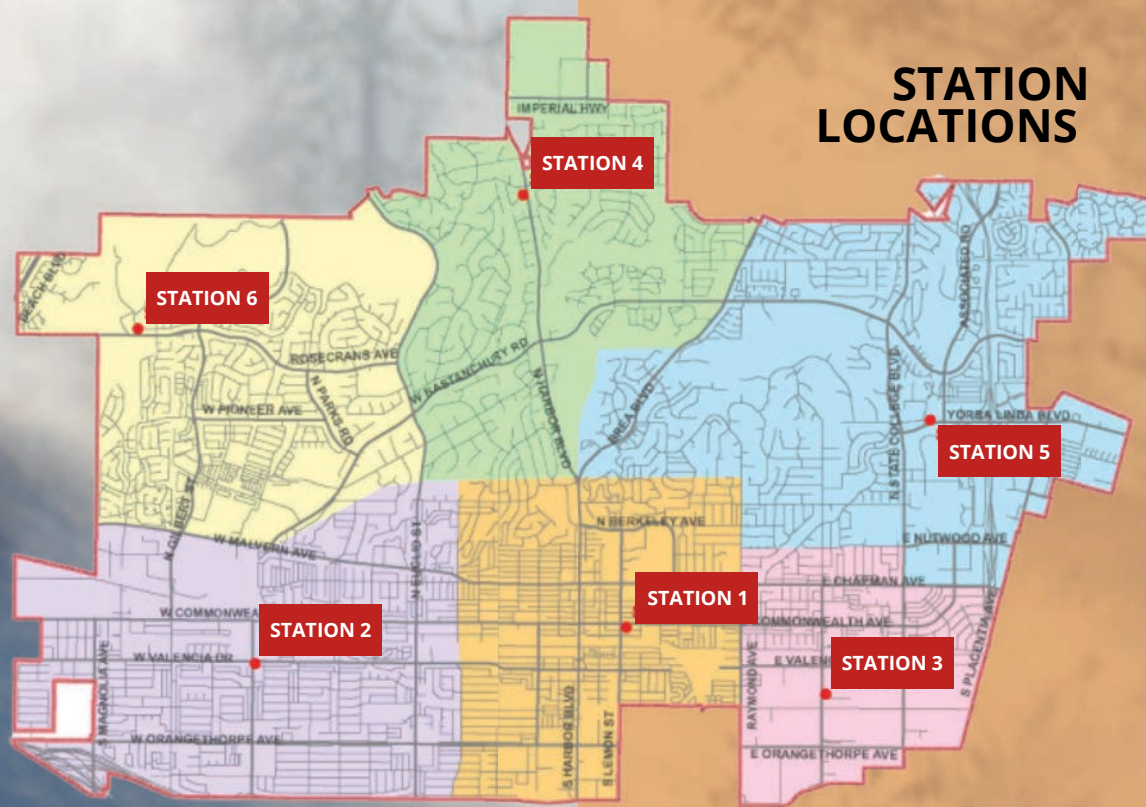 STATION
LOCATIONS
IMPERIAL HWY
STATION 4
BEACH BLVD
STATION 6
ASSOCIATED RD
ROSECRANS AVE
W BASTANCHURY RD
N HARBOR BLVD
N PARKS RD
W PIONEER AVE
BREA BLVD
N STATE COLLEGE BLVD
YORBA LINDA BLVD
STATION 5
N GILBERT ST
W MALVERN AVE
N EUCLID ST
N BERKELEY AVE
E NUTWOOD AVE
E CHAPMAN AVE
STATION 1
W COMMONWEA
STATION 2
COMMONWEALTH AVE
S PLACENTIA AVE
W VALENCIA DR
S MAGNOLIA AVE
RAYMOND AVE
E VALEN
STATION 3
W ORANGETHORPE AVE
S HARBOR BLVD
S LEMON ST
E ORANGETHORPE AVE